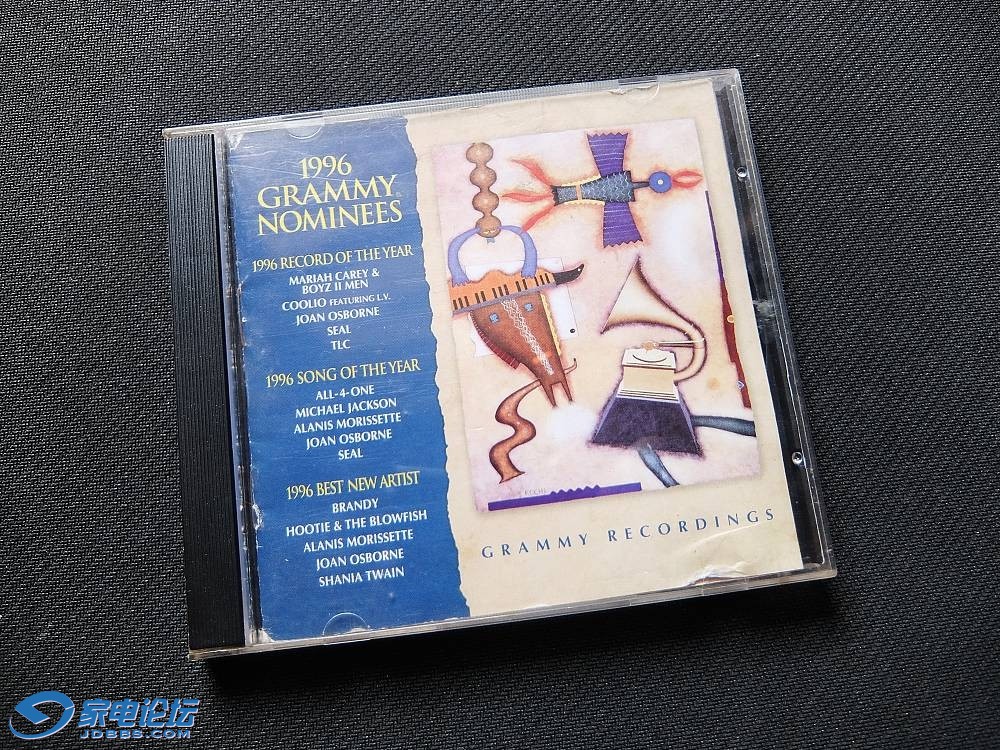 1996
GRAMMY®
NOMINEES
1996 RECORD OF THE YEAR
MARIAH CAREY &
BOYZ II MEN
COOLIO FEATURING L.V.
JOAN OSBORNE
SEAL
TLC
1996 SONG OF THE YEAR
ALL-4-ONE
MICHAEL JACKSON
ALANIS MORISSETTE
JOAN OSBORNE
SEAL
1996 BEST NEW ARTIST
BRANDY
HOOTIE & THE BLOWFISH
ALANIS MORISSETTE
JOAN OSBORNE
SHANIA TWAIN
GRAMMY RECORDINGS
家电论坛
JDBBS.COM